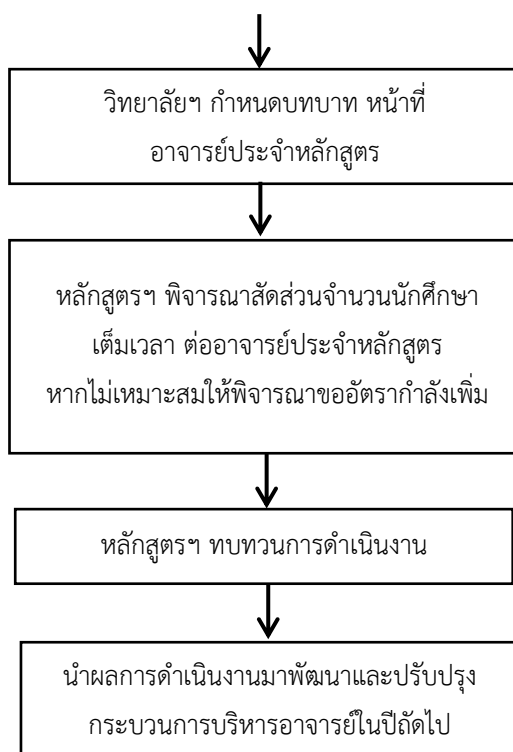 วิทยาลัยฯ กำหนดบทบาท หน้าที่
อาจารย์ประจำหลักสูตร
หลักสูตรฯ พิจารณาสัดส่วนจำนวนนักศึกษา
เต็มเวลา ต่ออาจารย์ประจำหลักสูตร
หากไม่เหมาะสมให้พิจารณาขออัตรากำลังเพิ่ม
หลักสูตรฯ ทบทวนการดำเนินงาน
นำผลการดำเนินงานมาพัฒนาและปรับปรุง
กระบวนการบริหารอาจารย์ในปีถัดไป